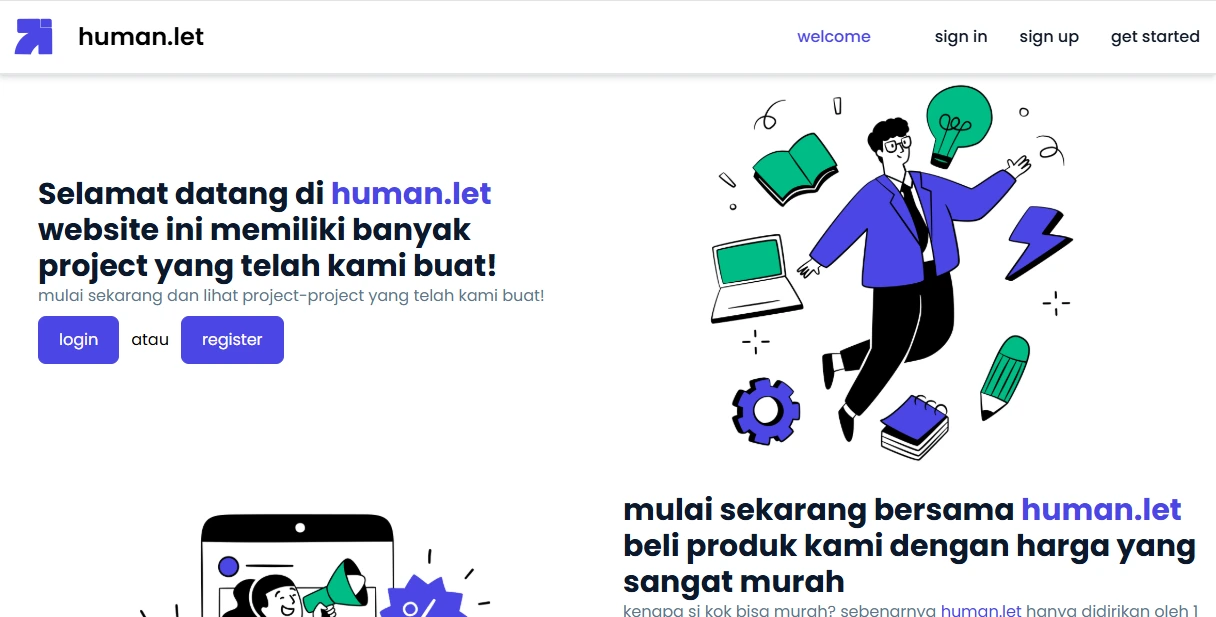 human.let
welcome sign in sign up get started
Selamat datang di human.let
website ini memiliki banyak
project yang telah kami buat!
mulai sekarang dan lihat project-project yang telah kami buat!
login atau register
mulai sekarang bersama human.let
beli produk kami dengan harga yang
sangat murah
kenapa si kok bisa murah? sebenarnya human.let hanya didirikan oleh 1
%